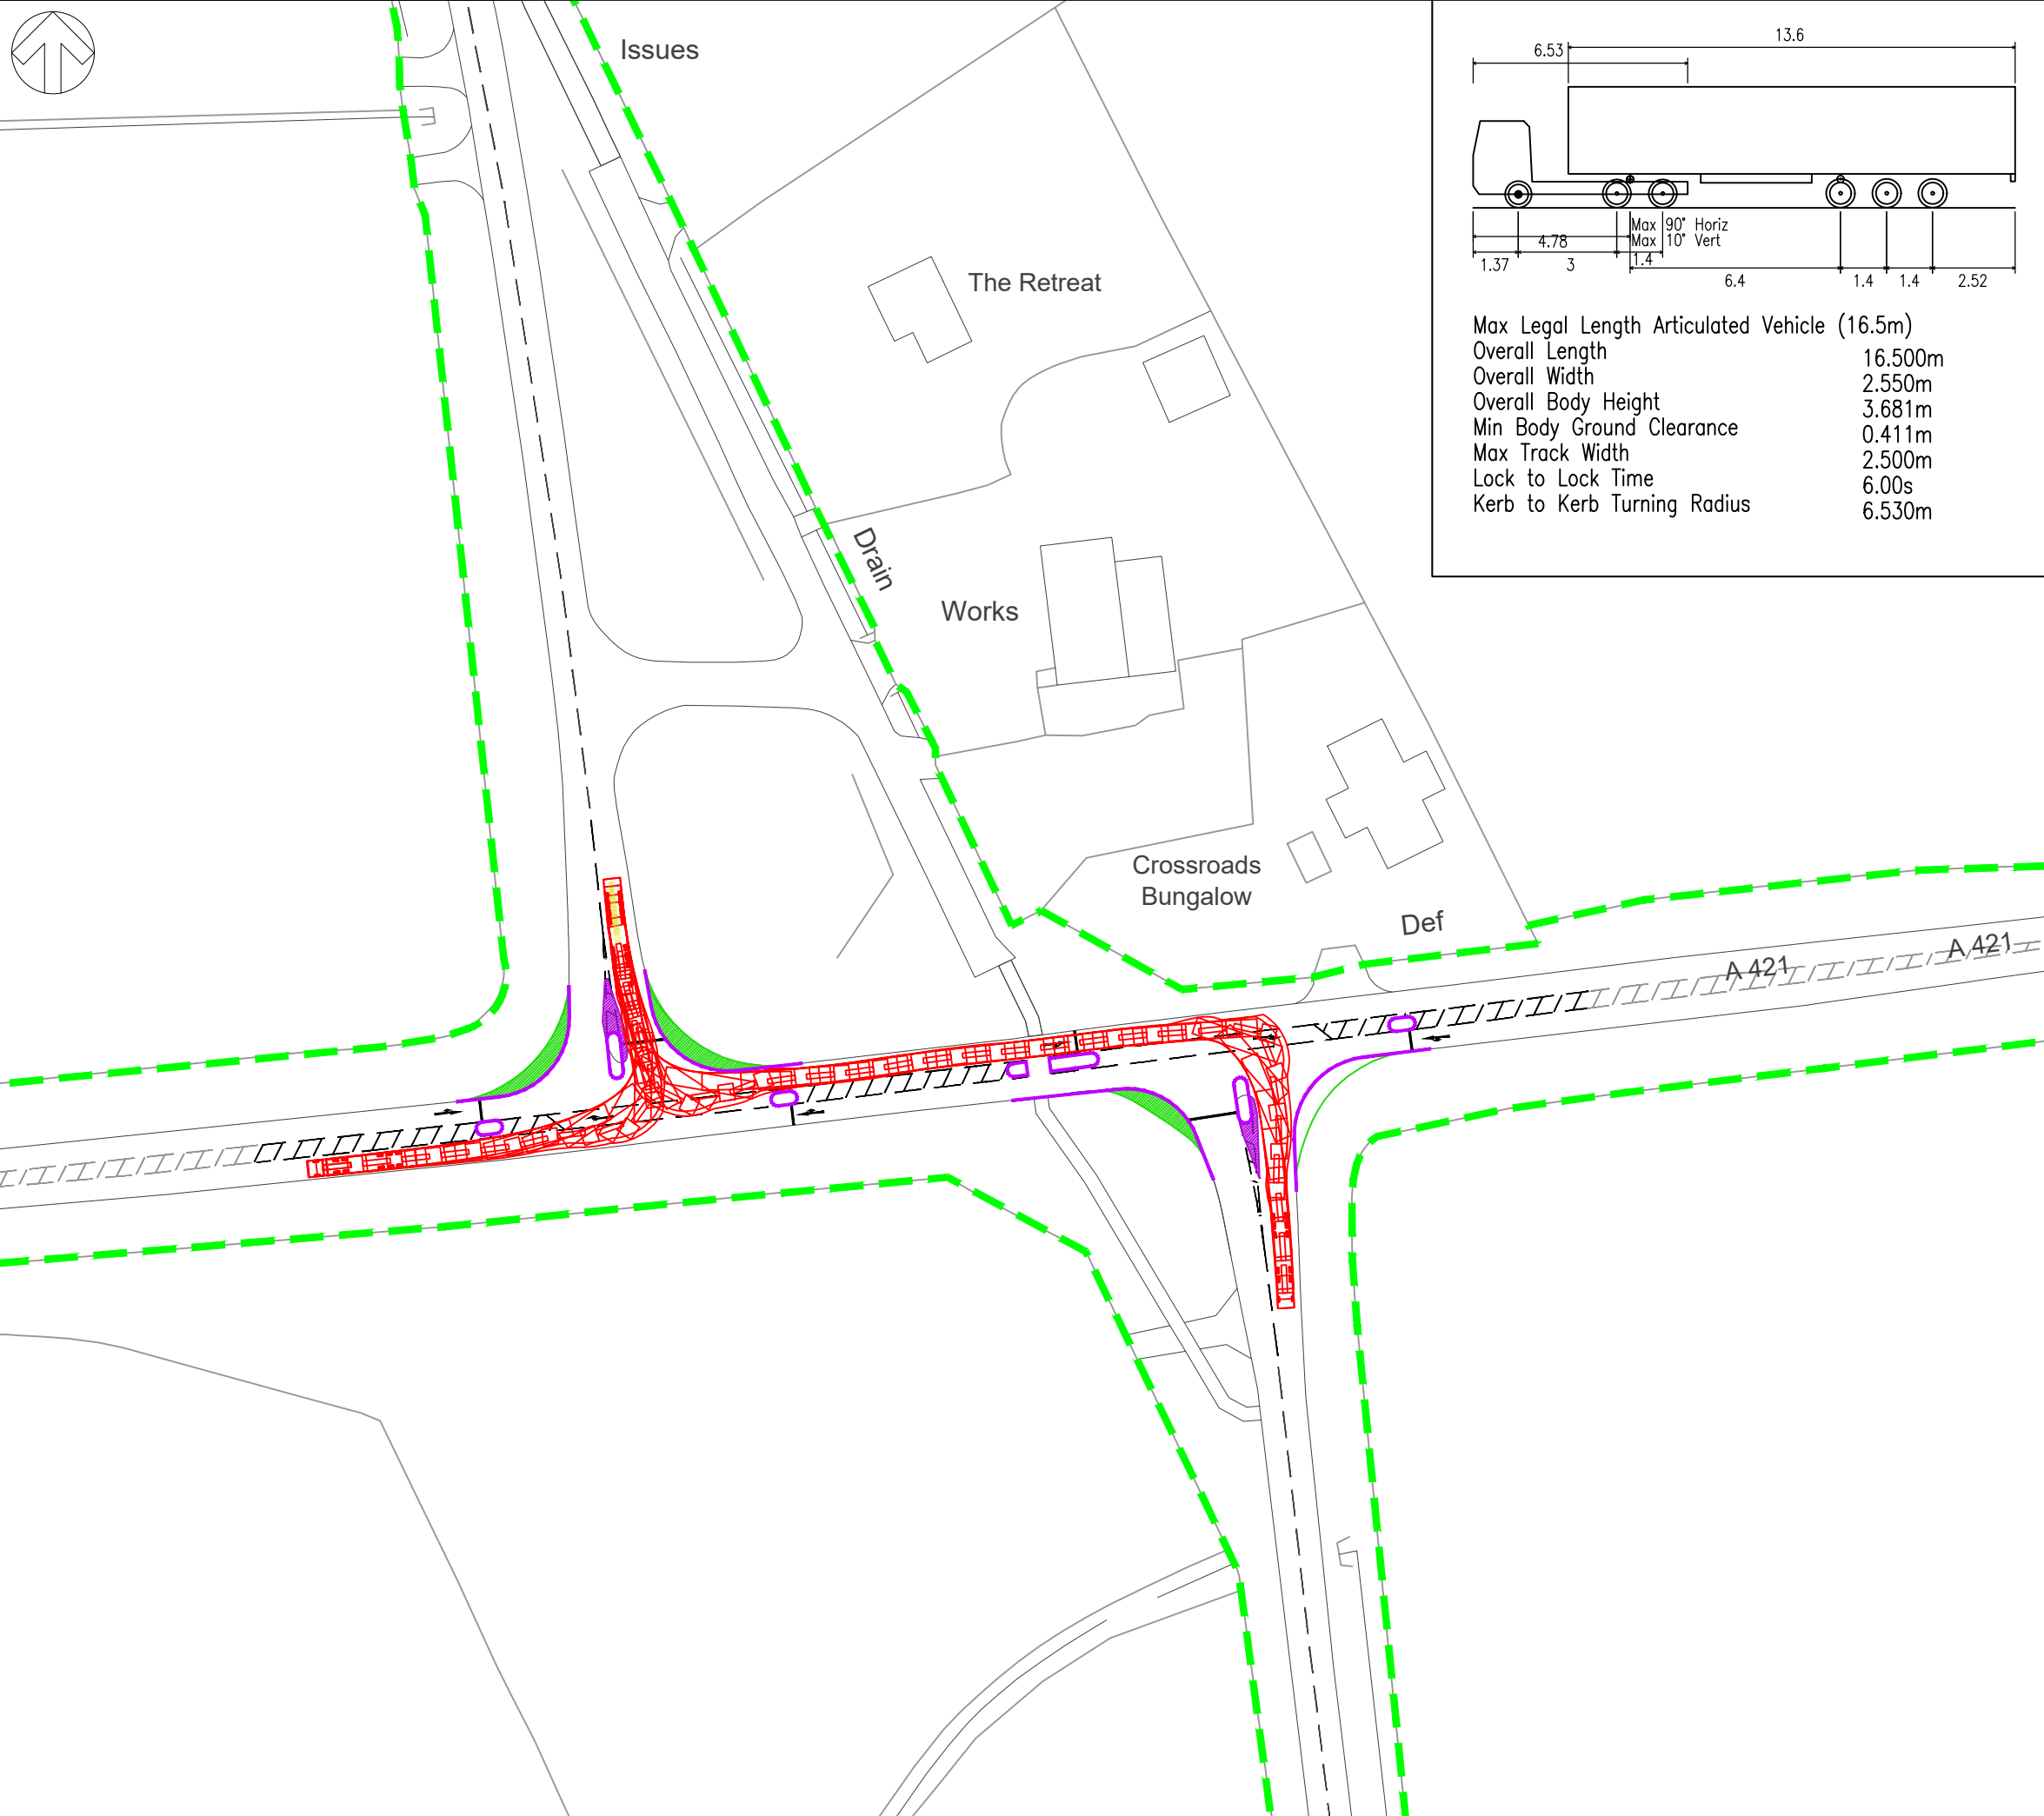 Issues
The Retreat
Drain
Works
Crossroads
Bungalow
Def
A 421
A 421
13.6
6.53
Max 90° Horiz
Max 10° Vert
4.78
1.37
3
1.4
6.4
1.4
1.4
2.52
Max Legal Length Articulated Vehicle (16.5m)
Overall Length 16.500m
Overall Width 2.550m
Overall Body Height 3.681m
Min Body Ground Clearance 0.411m
Max Track Width 2.500m
Lock to Lock Time 6.00s
Kerb to Kerb Turning Radius 6.530m